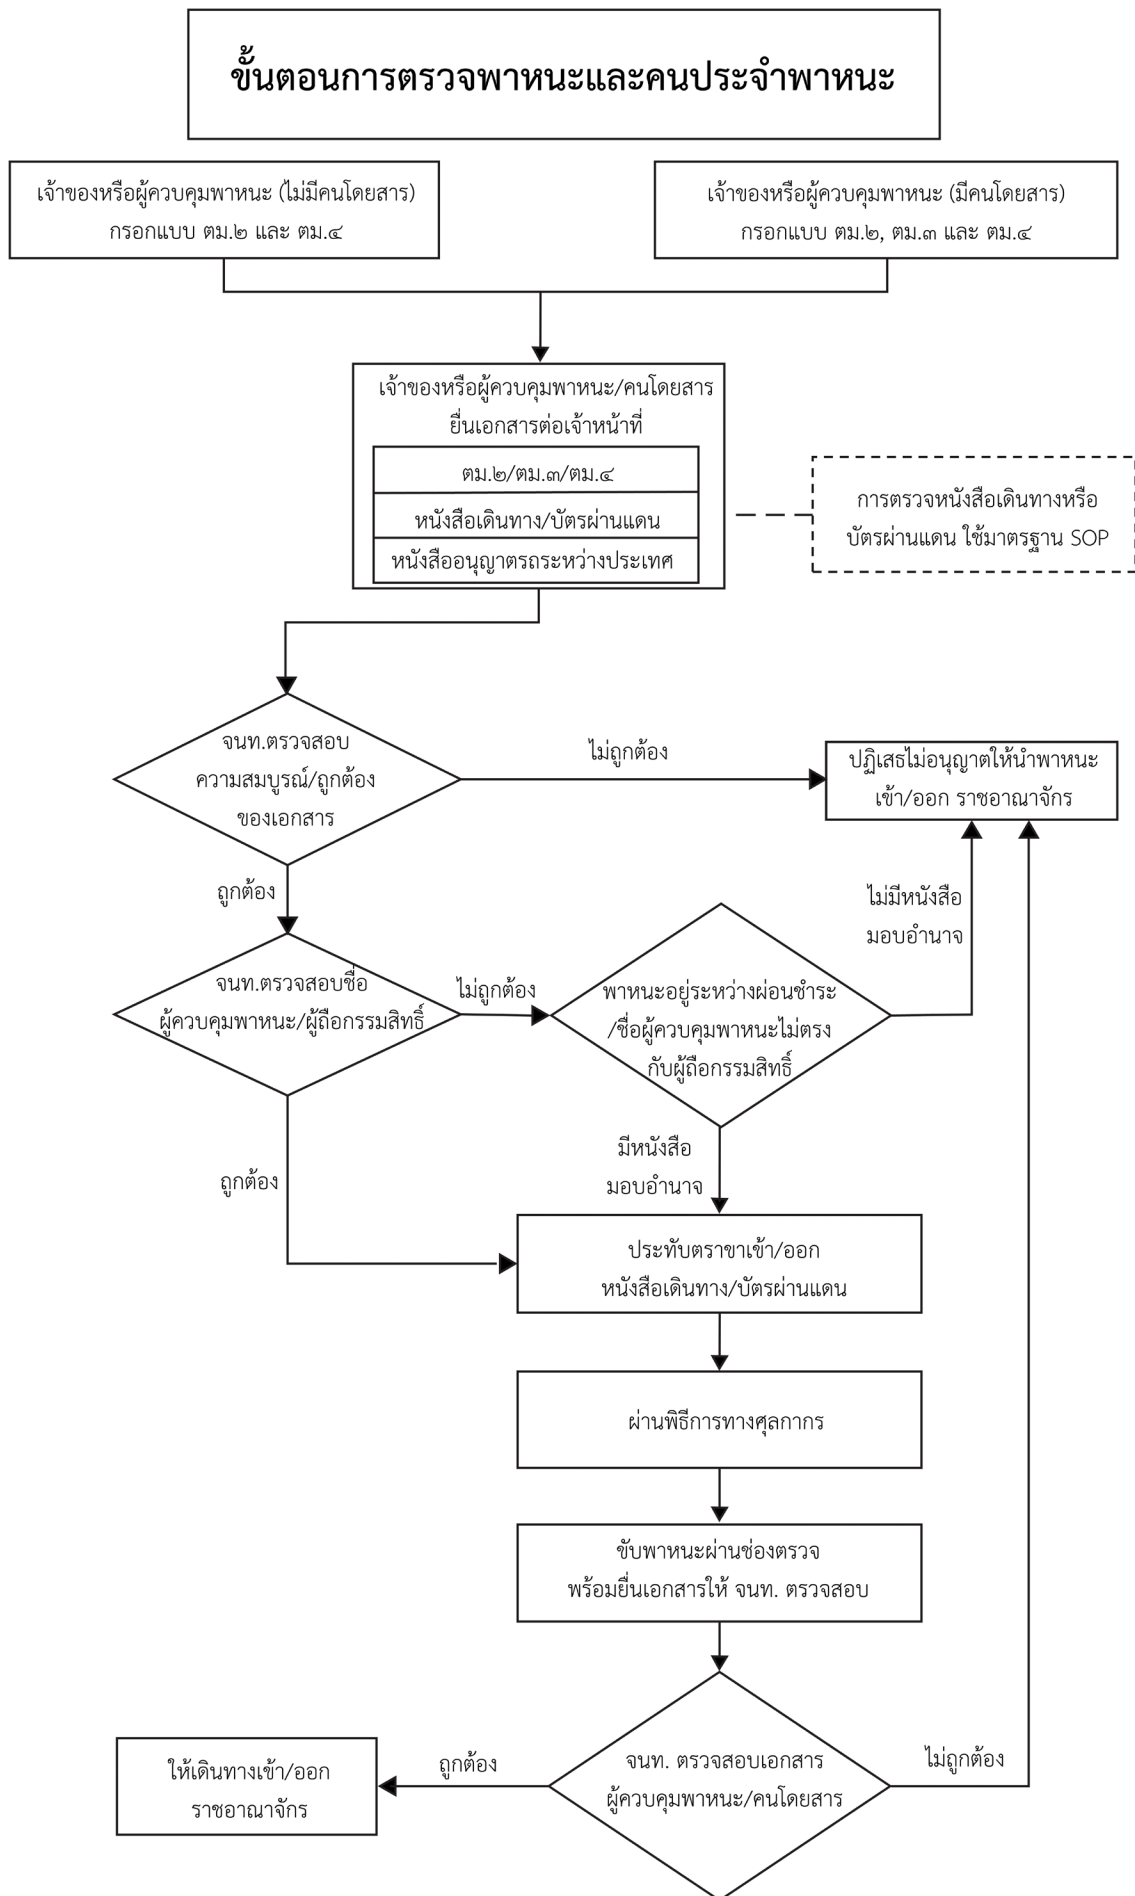 ขั้นตอนการตรวจพาหนะและคนประจำพาหนะ
เจ้าของหรือผู้ควบคุมพาหนะ (ไม่มีคนโดยสาร)
กรอกแบบ ตม.๒ และ ตม.๔
เจ้าของหรือผู้ควบคุมพาหนะ (มีคนโดยสาร)
กรอกแบบ ตม.๒, ตม.๓ และ ตม.๔
เจ้าของหรือผู้ควบคุมพาหนะ/คนโดยสาร
ยื่นเอกสารต่อเจ้าหน้าที่
ตม.๒/ตม.๓/ตม.๔
หนังสือเดินทาง/บัตรผ่านแดน
หนังสืออนุญาตรถระหว่างประเทศ
การตรวจหนังสือเดินทางหรือ
บัตรผ่านแดน ใช้มาตรฐาน SOP
จนท.ตรวจสอบ
ความสมบูรณ์/ถูกต้อง
ของเอกสาร
ไม่ถูกต้อง
ปฏิเสธไม่อนุญาตให้นำพาหนะ
เข้า/ออก ราชอาณาจักร
ถูกต้อง
จนท.ตรวจสอบชื่อ
ผู้ควบคุมพาหนะ/ผู้ถือกรรมสิทธิ์
ไม่ถูกต้อง
พาหนะอยู่ระหว่างผ่อนชำระ
/ชื่อผู้ควบคุมพาหนะไม่ตรง
กับผู้ถือกรรมสิทธิ์
ไม่มีหนังสือ
มอบอำนาจ
มีหนังสือ
มอบอำนาจ
ถูกต้อง
ประทับตราขาเข้า/ออก
หนังสือเดินทาง/บัตรผ่านแดน
ผ่านพิธีการทางศุลกากร
ขับพาหนะผ่านช่องตรวจ
พร้อมยื่นเอกสารให้ จนท. ตรวจสอบ
จนท. ตรวจสอบเอกสาร
ผู้ควบคุมพาหนะ/คนโดยสาร
ไม่ถูกต้อง
ถูกต้อง
ให้เดินทางเข้า/ออก
ราชอาณาจักร